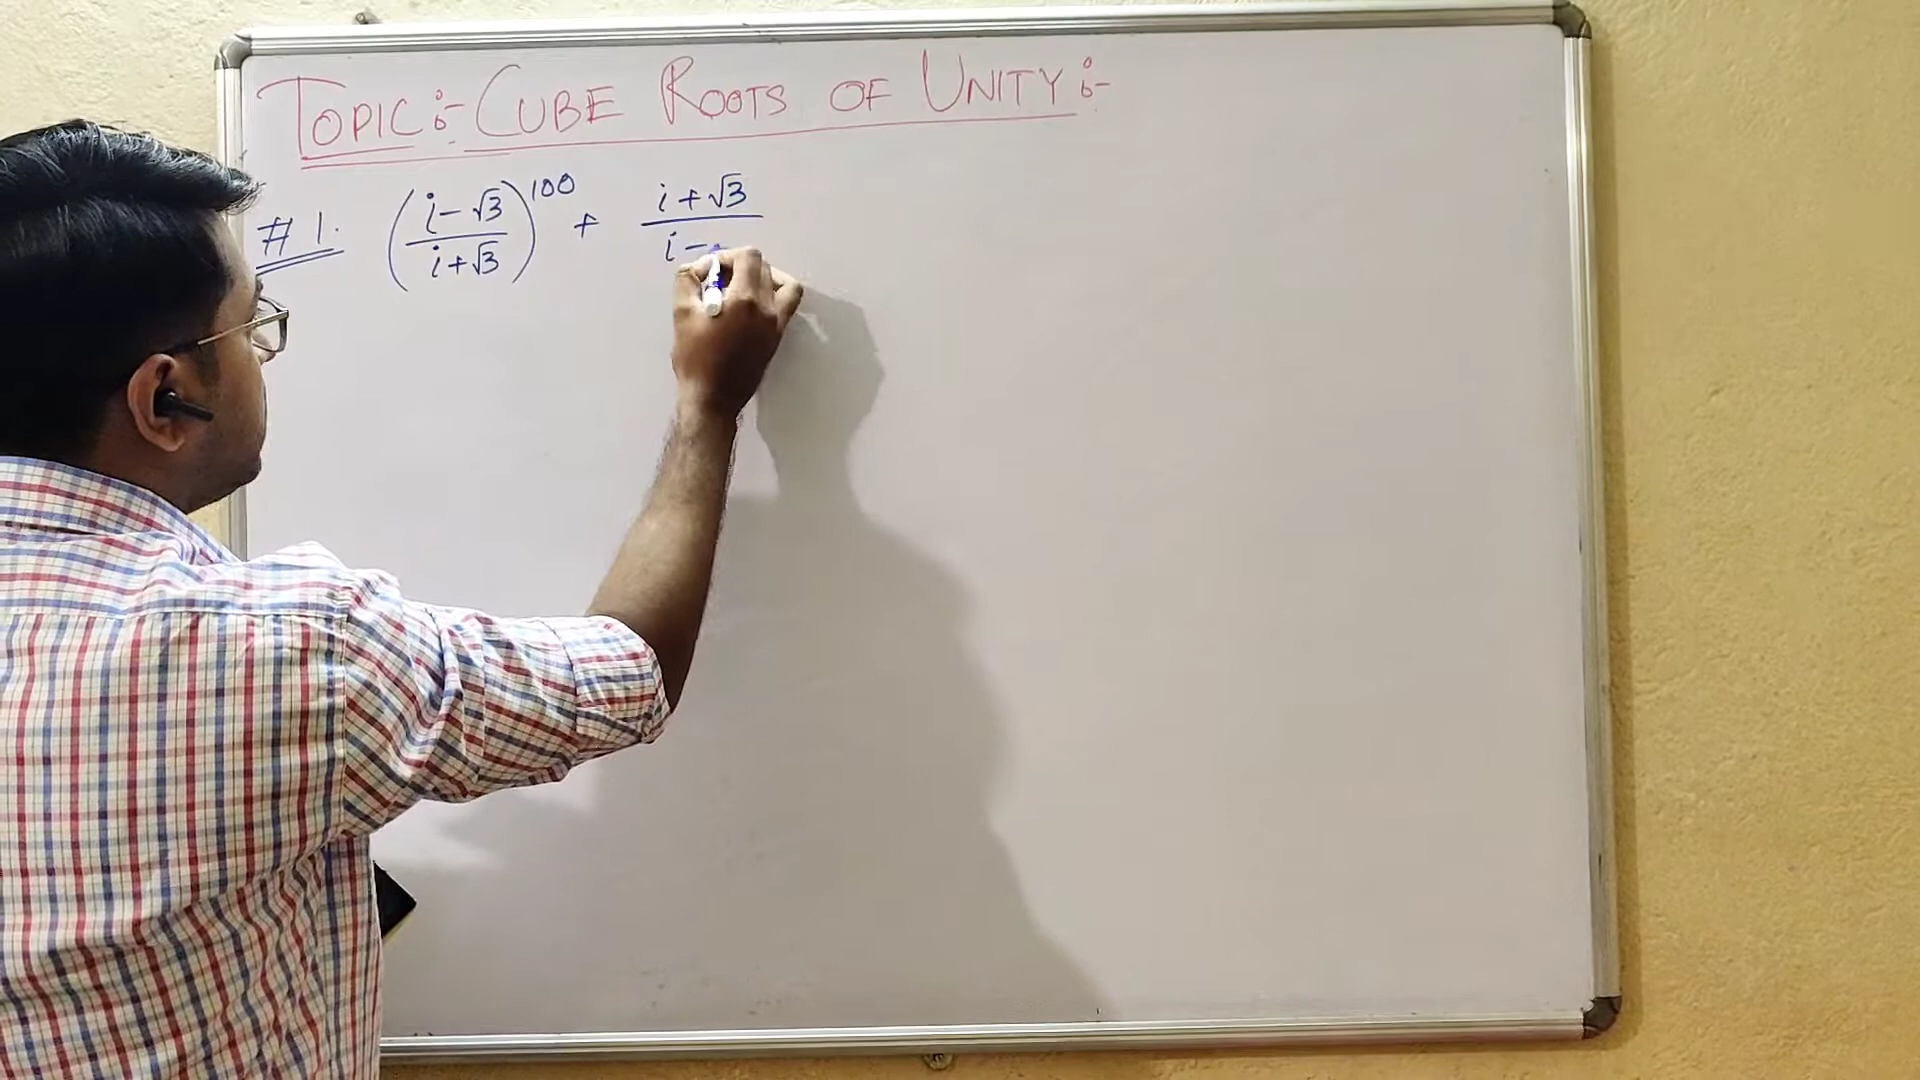 TOPIC:- CUBE ROOTS OF UNITY:-
# 1. ((i-√3)/(i+√3))^100 + (i+√3)/(i-